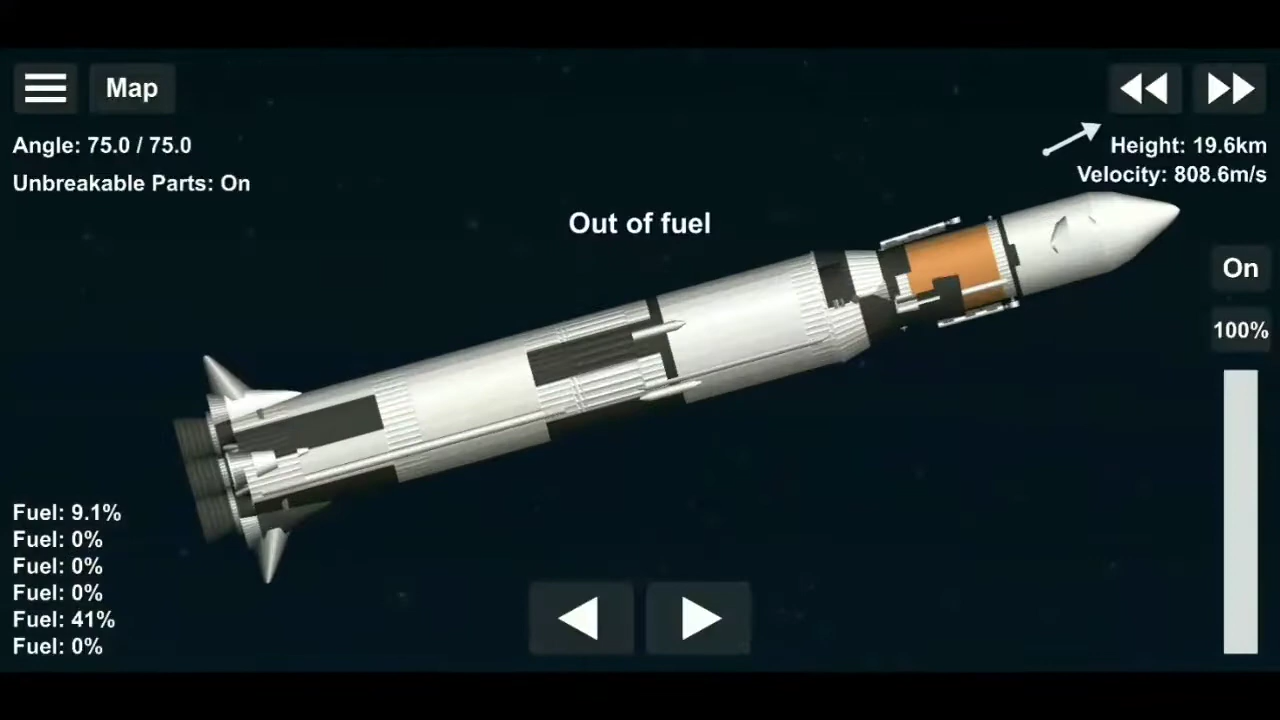 Map
Angle: 75.0 / 75.0
Unbreakable Parts: On
Height: 19.6km
Velocity: 808.6m/s
Out of fuel
On
100%
Fuel: 9.1%
Fuel: 0%
Fuel: 0%
Fuel: 0%
Fuel: 41%
Fuel: 0%